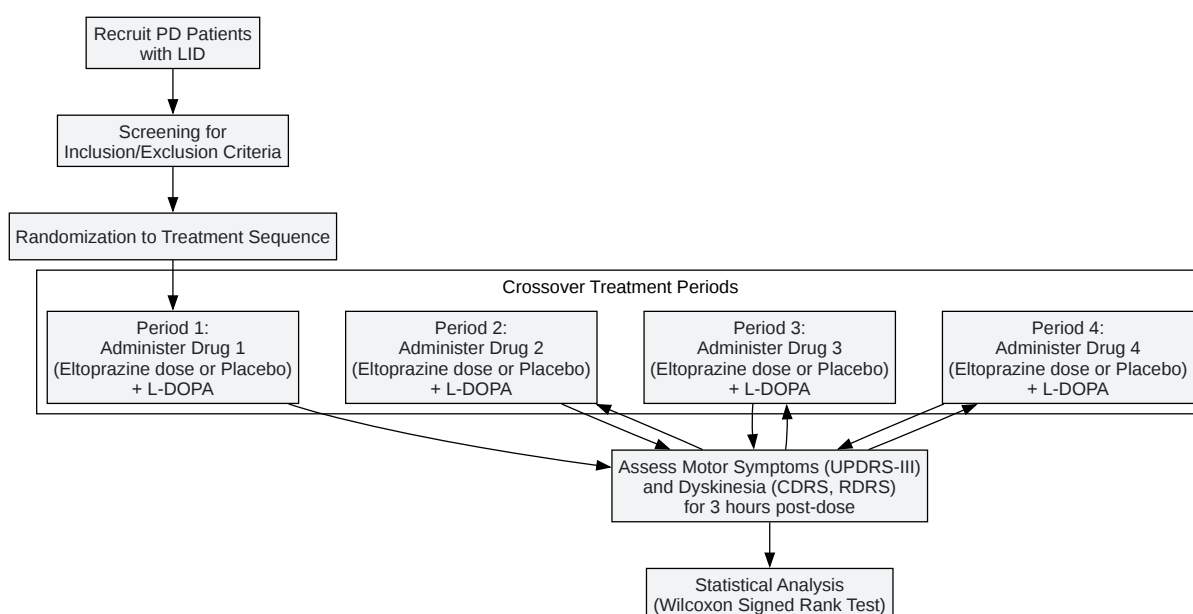 Recruit PD Patients
with LID
Screening for
Inclusion/Exclusion Criteria
Randomization to Treatment Sequence
Crossover Treatment Periods
Period 1:
Administer Drug 1
(Eltoprazine dose or Placebo)
+ L-DOPA
Period 2:
Administer Drug 2
(Eltoprazine dose or Placebo)
+ L-DOPA
Period 3:
Administer Drug 3
(Eltoprazine dose or Placebo)
+ L-DOPA
Period 4:
Administer Drug 4
(Eltoprazine dose or Placebo)
+ L-DOPA
Assess Motor Symptoms (UPDRS-III)
and Dyskinesia (CDRS, RDRS)
for 3 hours post-dose
Statistical Analysis
(Wilcoxon Signed Rank Test)